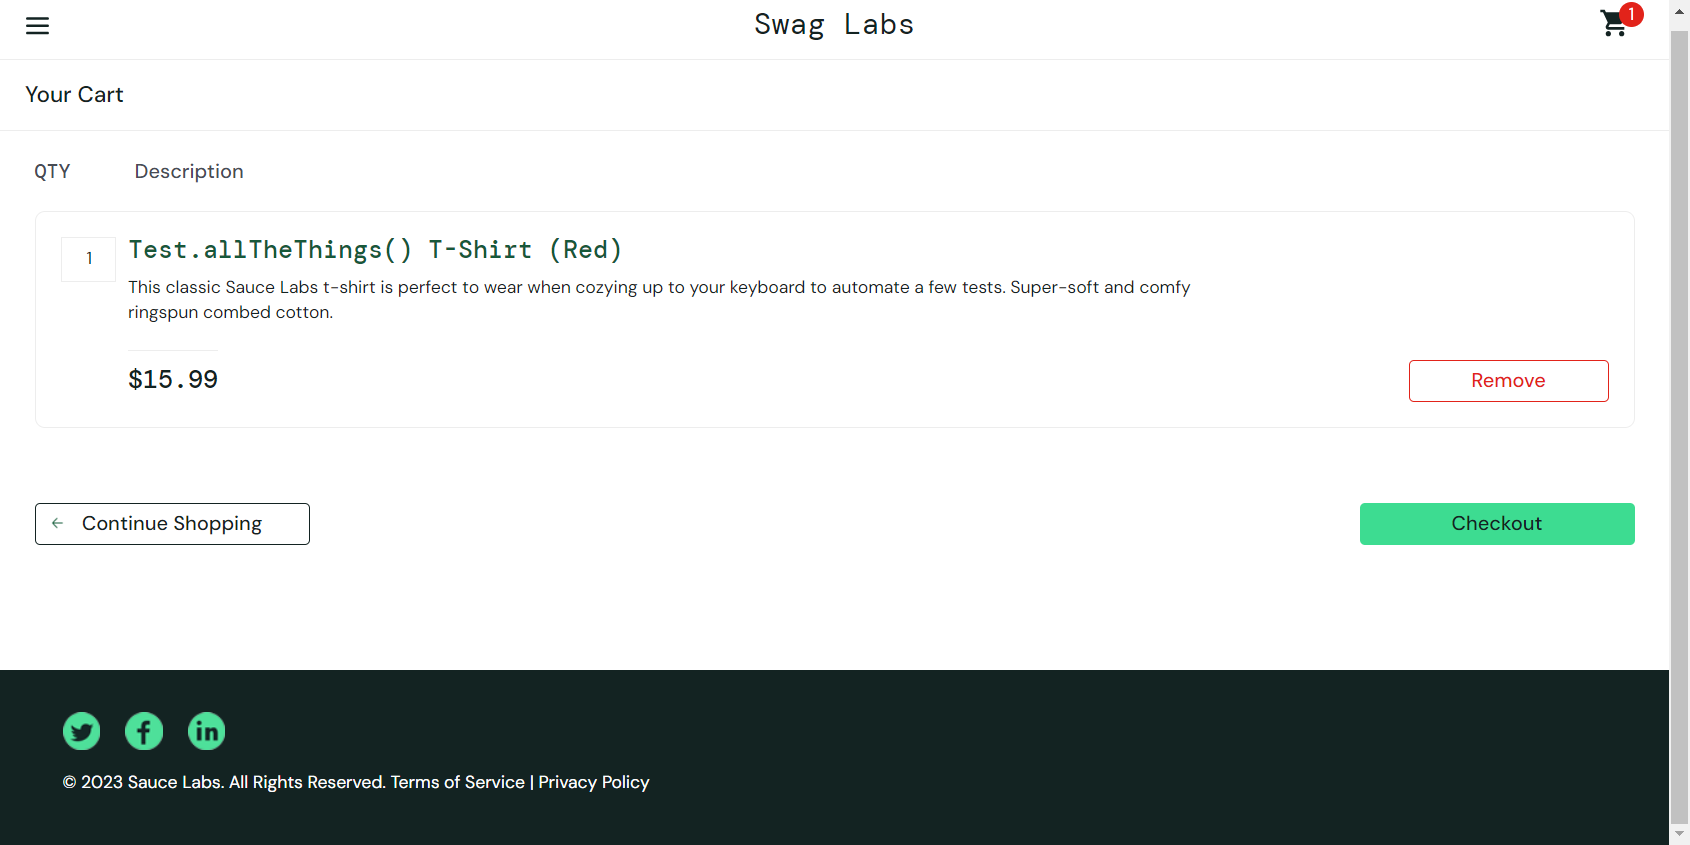 Swag Labs
1
Your Cart
QTY
Description
1
Test.allTheThings() T-Shirt (Red)
This classic Sauce Labs t-shirt is perfect to wear when cozying up to your keyboard to automate a few tests. Super-soft and comfy
ringspun combed cotton.
$15.99
Remove
Continue Shopping
Checkout
© 2023 Sauce Labs. All Rights Reserved. Terms of Service | Privacy Policy